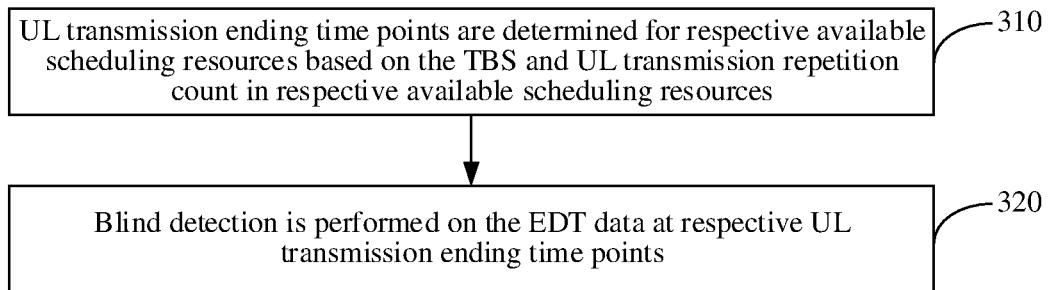 UL transmission ending time points are determined for respective available
scheduling resources based on the TBS and UL transmission repetition
count in respective available scheduling resources
310
Blind detection is performed on the EDT data at respective UL
transmission ending time points
320